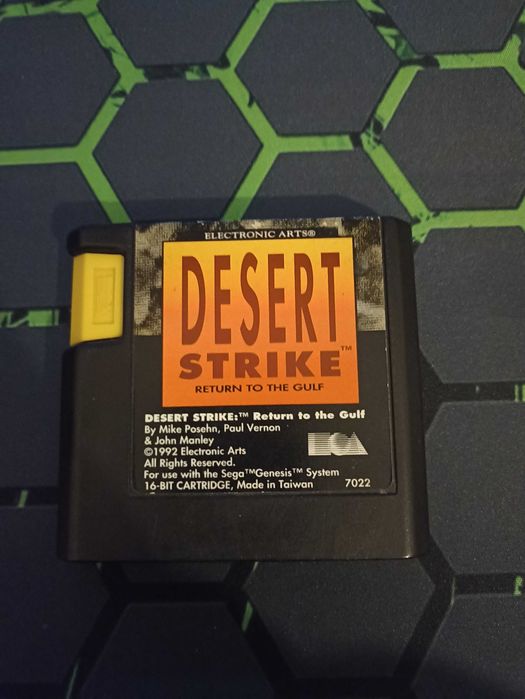 ELECTRONIC ARTS®
DESERT
STRIKE™
RETURN TO THE GULF
DESERT STRIKE:™ Return to the Gulf
By Mike Posehn, Paul Vernon
& John Manley
©1992 Electronic Arts
All Rights Reserved.
For use with the Sega™Genesis™ System
16-BIT CARTRIDGE, Made in Taiwan
7022
EA